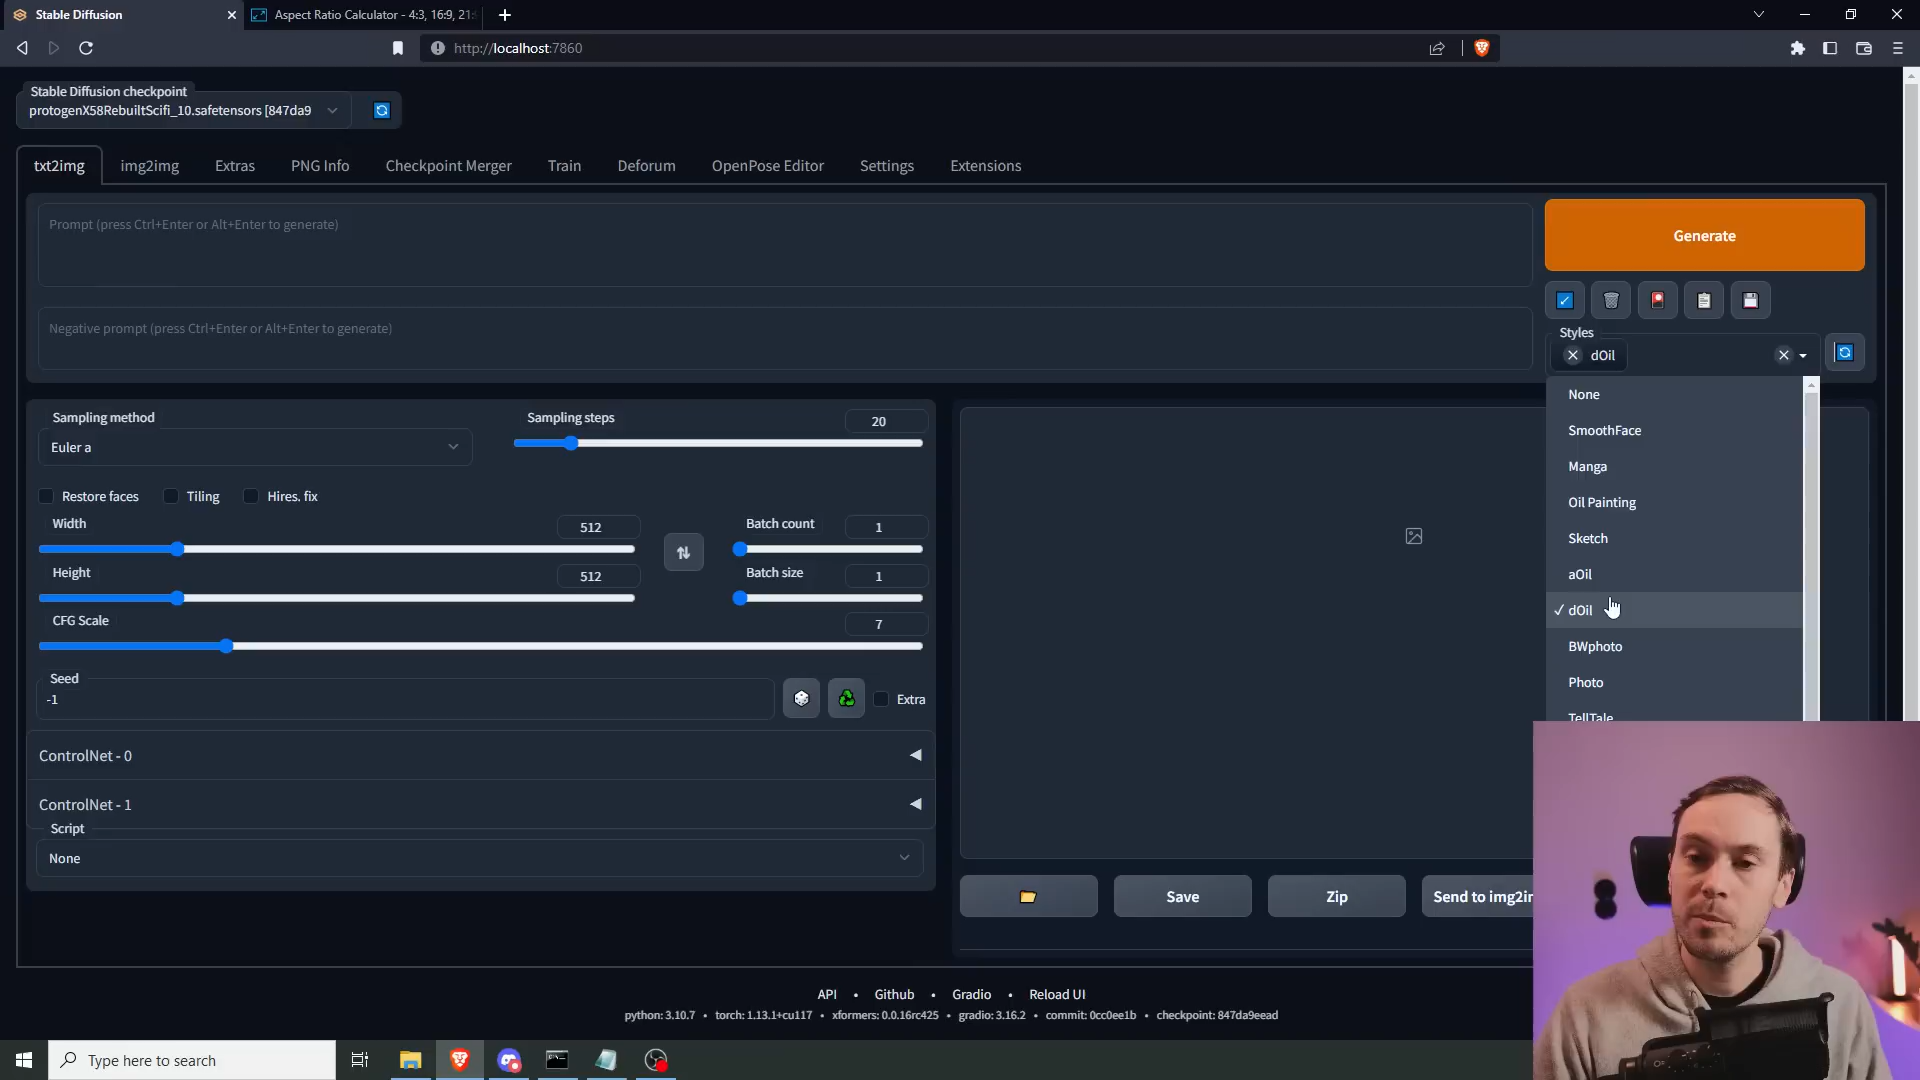 Stable Diffusion
Aspect Ratio Calculator - 4:3, 16:9, 21:
http://localhost:7860
Stable Diffusion checkpoint
protogenX58RebuiltScifi_10.safetensors [847da9
txt2img
img2img
Extras
PNG Info
Checkpoint Merger
Train
Deforum
OpenPose Editor
Settings
Extensions
Prompt (press Ctrl+Enter or Alt+Enter to generate)
Negative prompt (press Ctrl+Enter or Alt+Enter to generate)
Generate
Styles
dOil
None
SmoothFace
Manga
Oil Painting
Sketch
aOil
✓ dOil
BWphoto
Photo
TellTale
Sampling method
Euler a
Sampling steps
20
Restore faces
Tiling
Hires. fix
Width
512
Height
512
Batch count
1
Batch size
1
CFG Scale
7
Seed
-1
Extra
ControlNet - 0
ControlNet - 1
Script
None
Save
Zip
Send to img2im
API • Github • Gradio • Reload UI
python: 3.10.7 • torch: 1.13.1+cu117 • xformers: 0.0.16rc425 • gradio: 3.16.2 • commit: 0cc0ee1b • checkpoint: 847da9eead
Type here to search